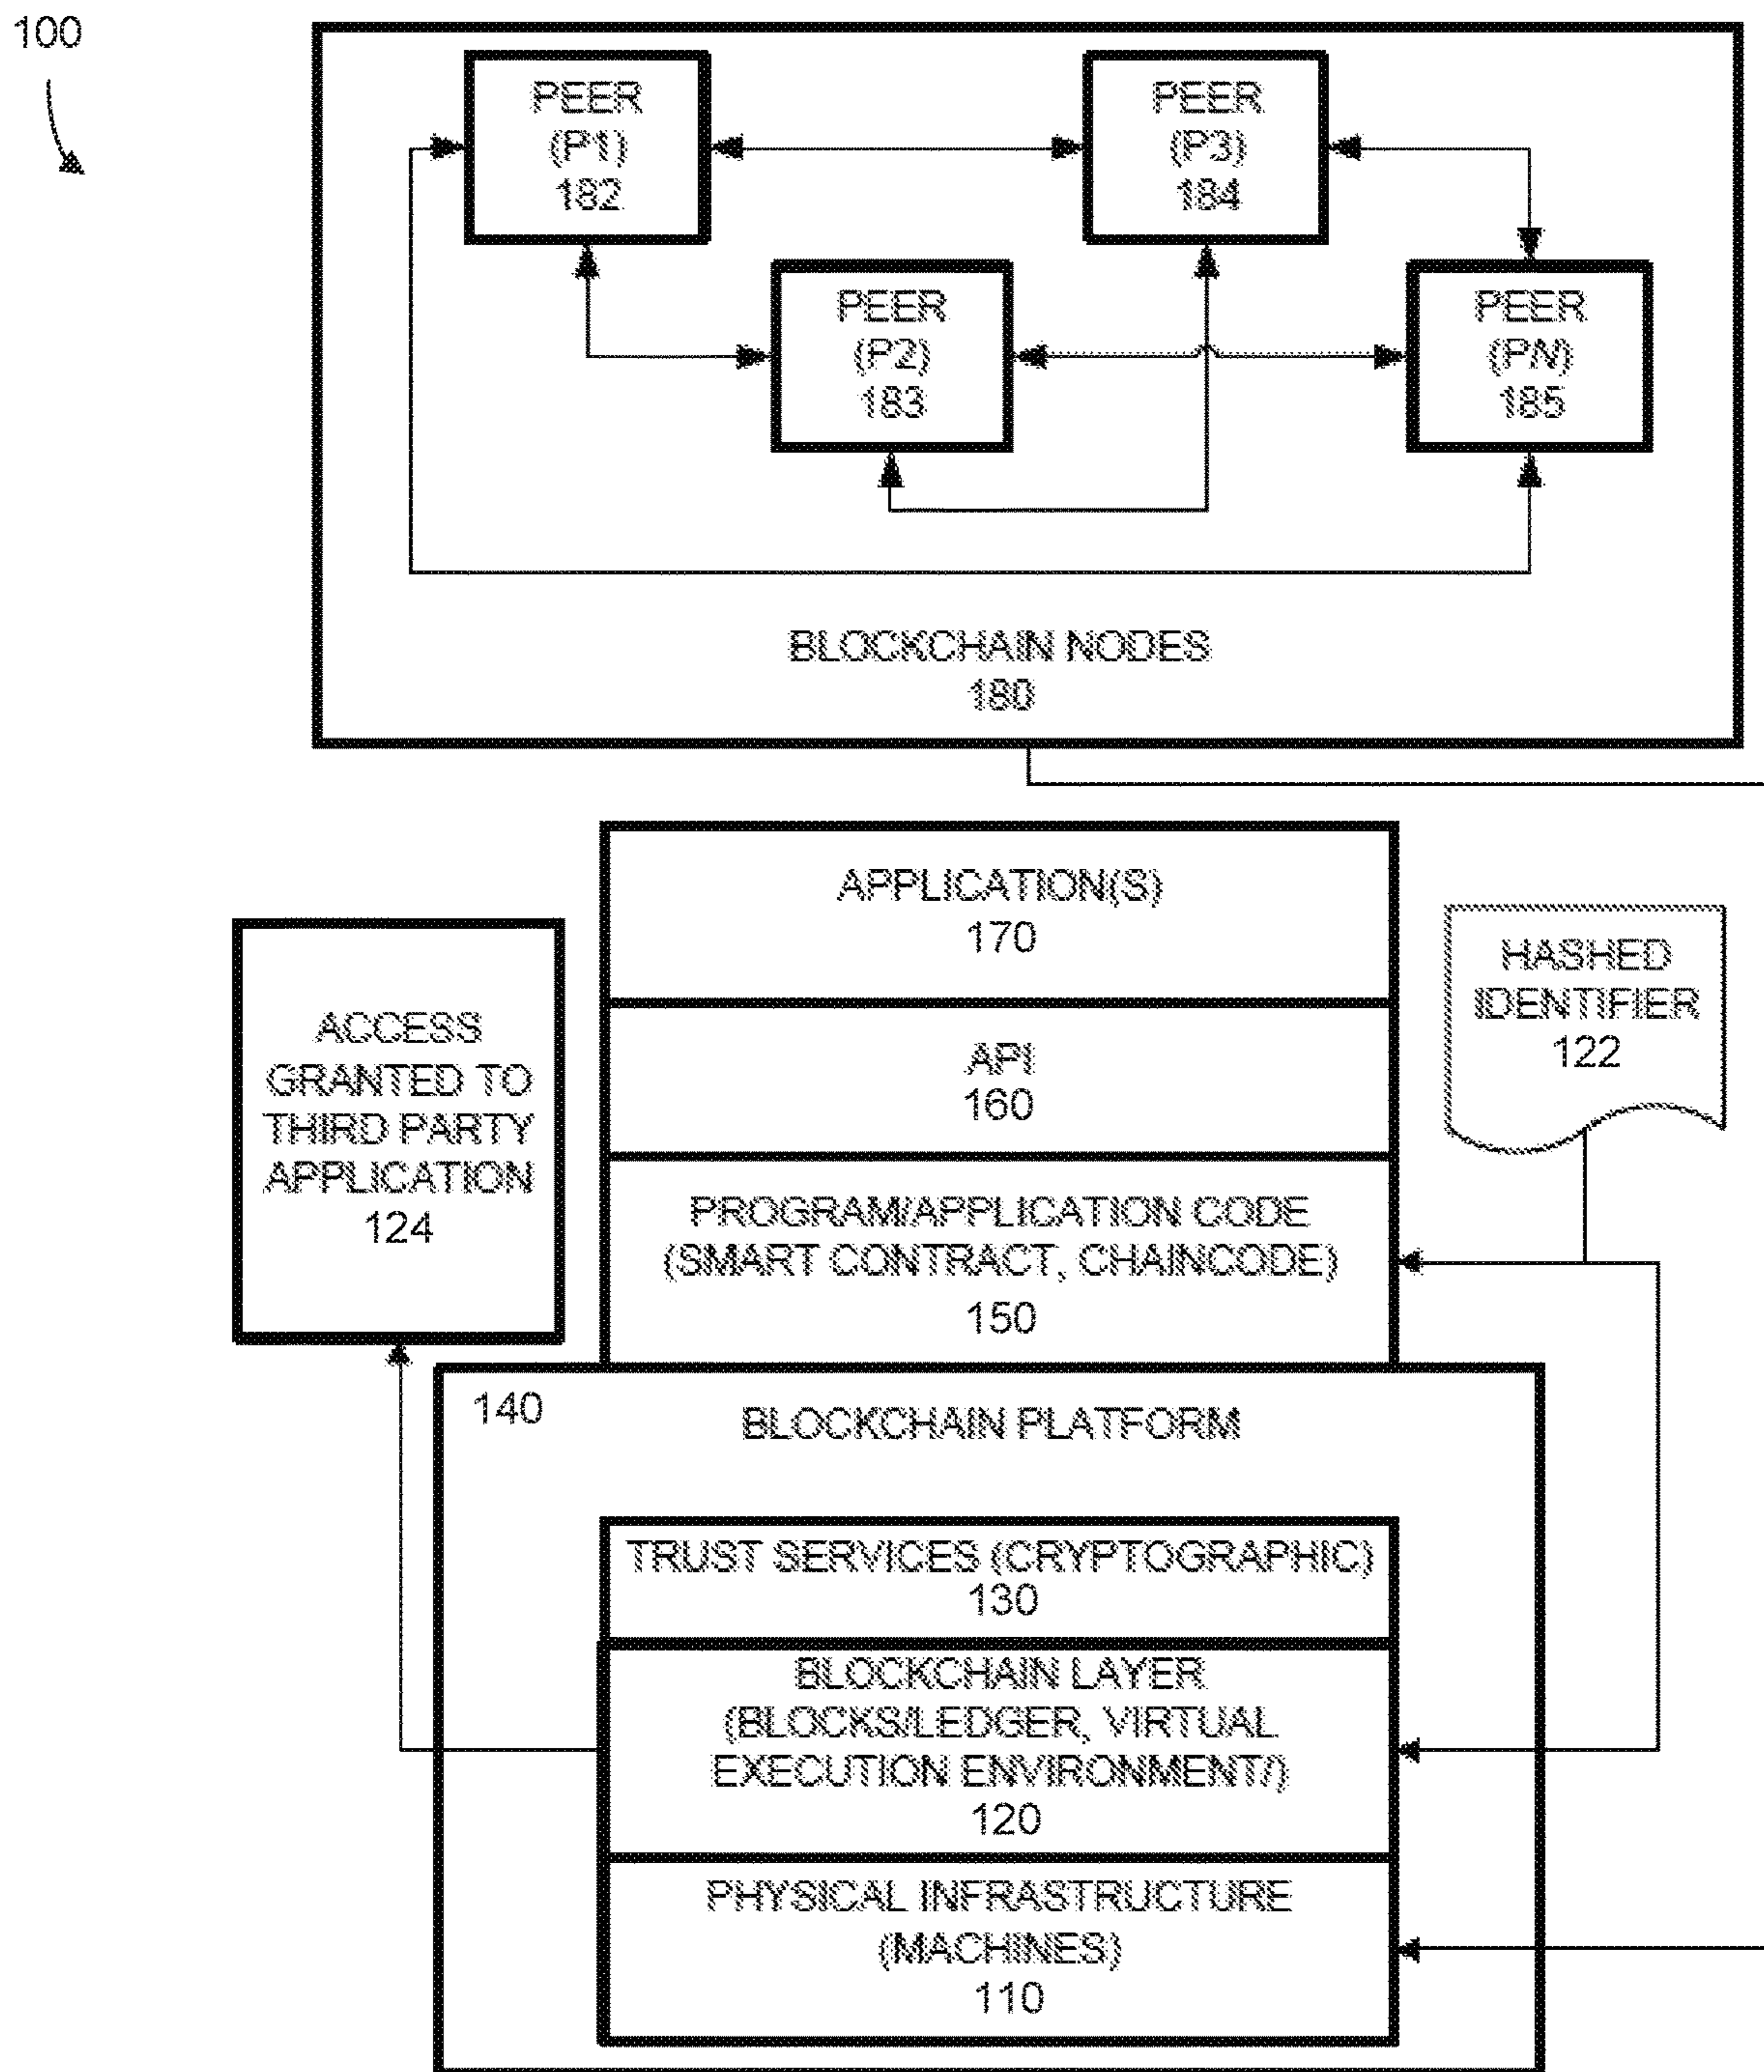 100
PEER
(P1)
182
PEER
(P3)
184
PEER
(P2)
183
PEER
(PN)
185
BLOCKCHAIN NODES
180
APPLICATION(S)
170
API
160
PROGRAM/APPLICATION CODE
(SMART CONTRACT, CHAINCODE)
150
HASHED
IDENTIFIER
122
ACCESS
GRANTED TO
THIRD PARTY
APPLICATION
124
140
BLOCKCHAIN PLATFORM
TRUST SERVICES (CRYPTOGRAPHIC)
130
BLOCKCHAIN LAYER
(BLOCKS/LEDGER, VIRTUAL
EXECUTION ENVIRONMENT/)
120
PHYSICAL INFRASTRUCTURE
(MACHINES)
110